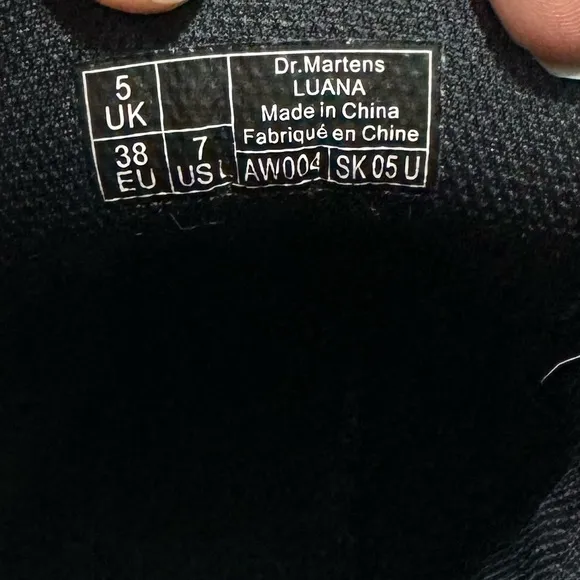 5
UK
38
EU
7
US L
Dr.Martens
LUANA
Made in China
Fabriqué en Chine
AW004
SK 05 U